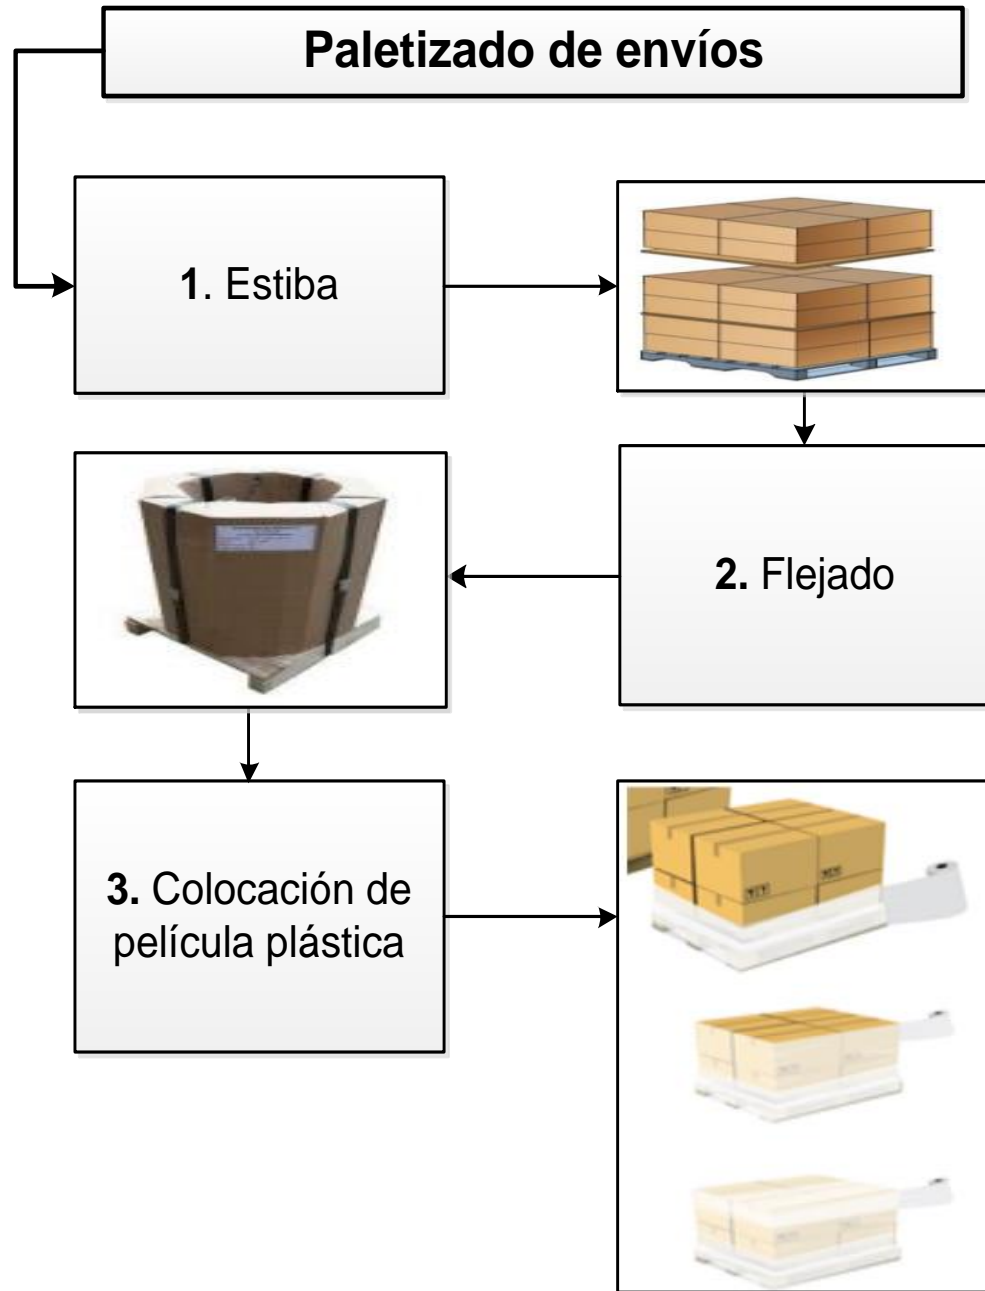 Paletizado de envíos
1. Estiba
2. Flejado
3. Colocación de
película plástica